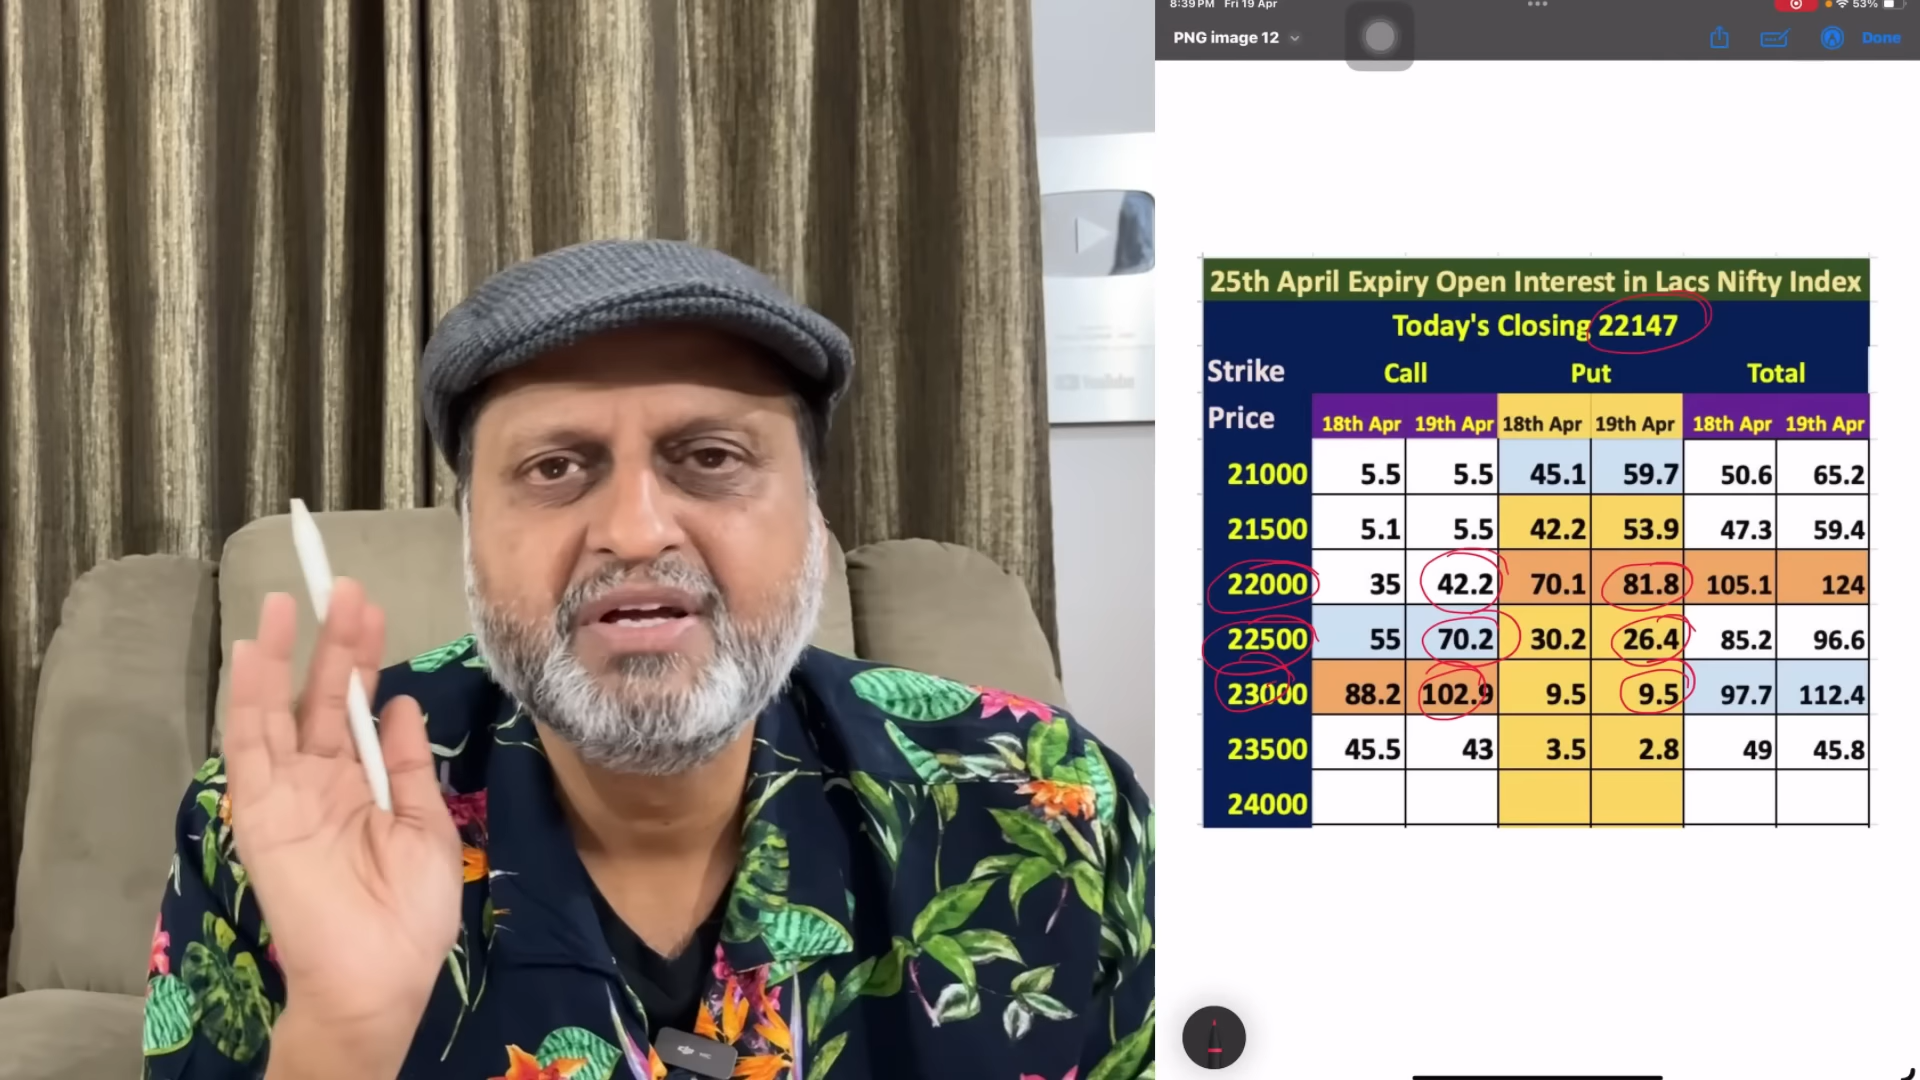 8:39 PM Fri 19 Apr
53%
PNG image 12
Done
25th April Expiry Open Interest in Lacs Nifty Index
Today's Closing 22147
Strike Price Call Put Total
18th Apr 19th Apr 18th Apr 19th Apr 18th Apr 19th Apr
21000 5.5 5.5 45.1 59.7 50.6 65.2
21500 5.1 5.5 42.2 53.9 47.3 59.4
22000 35 42.2 70.1 81.8 105.1 124
22500 55 70.2 30.2 26.4 85.2 96.6
23000 88.2 102.9 9.5 9.5 97.7 112.4
23500 45.5 43 3.5 2.8 49 45.8
24000
YouTube
dji